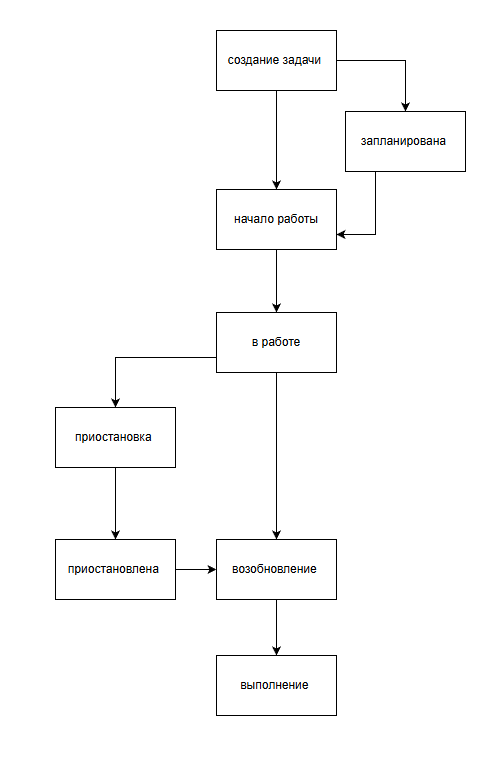 создание задачи
запланирована
начало работы
в работе
приостановка
приостановлена
возобновление
выполнение